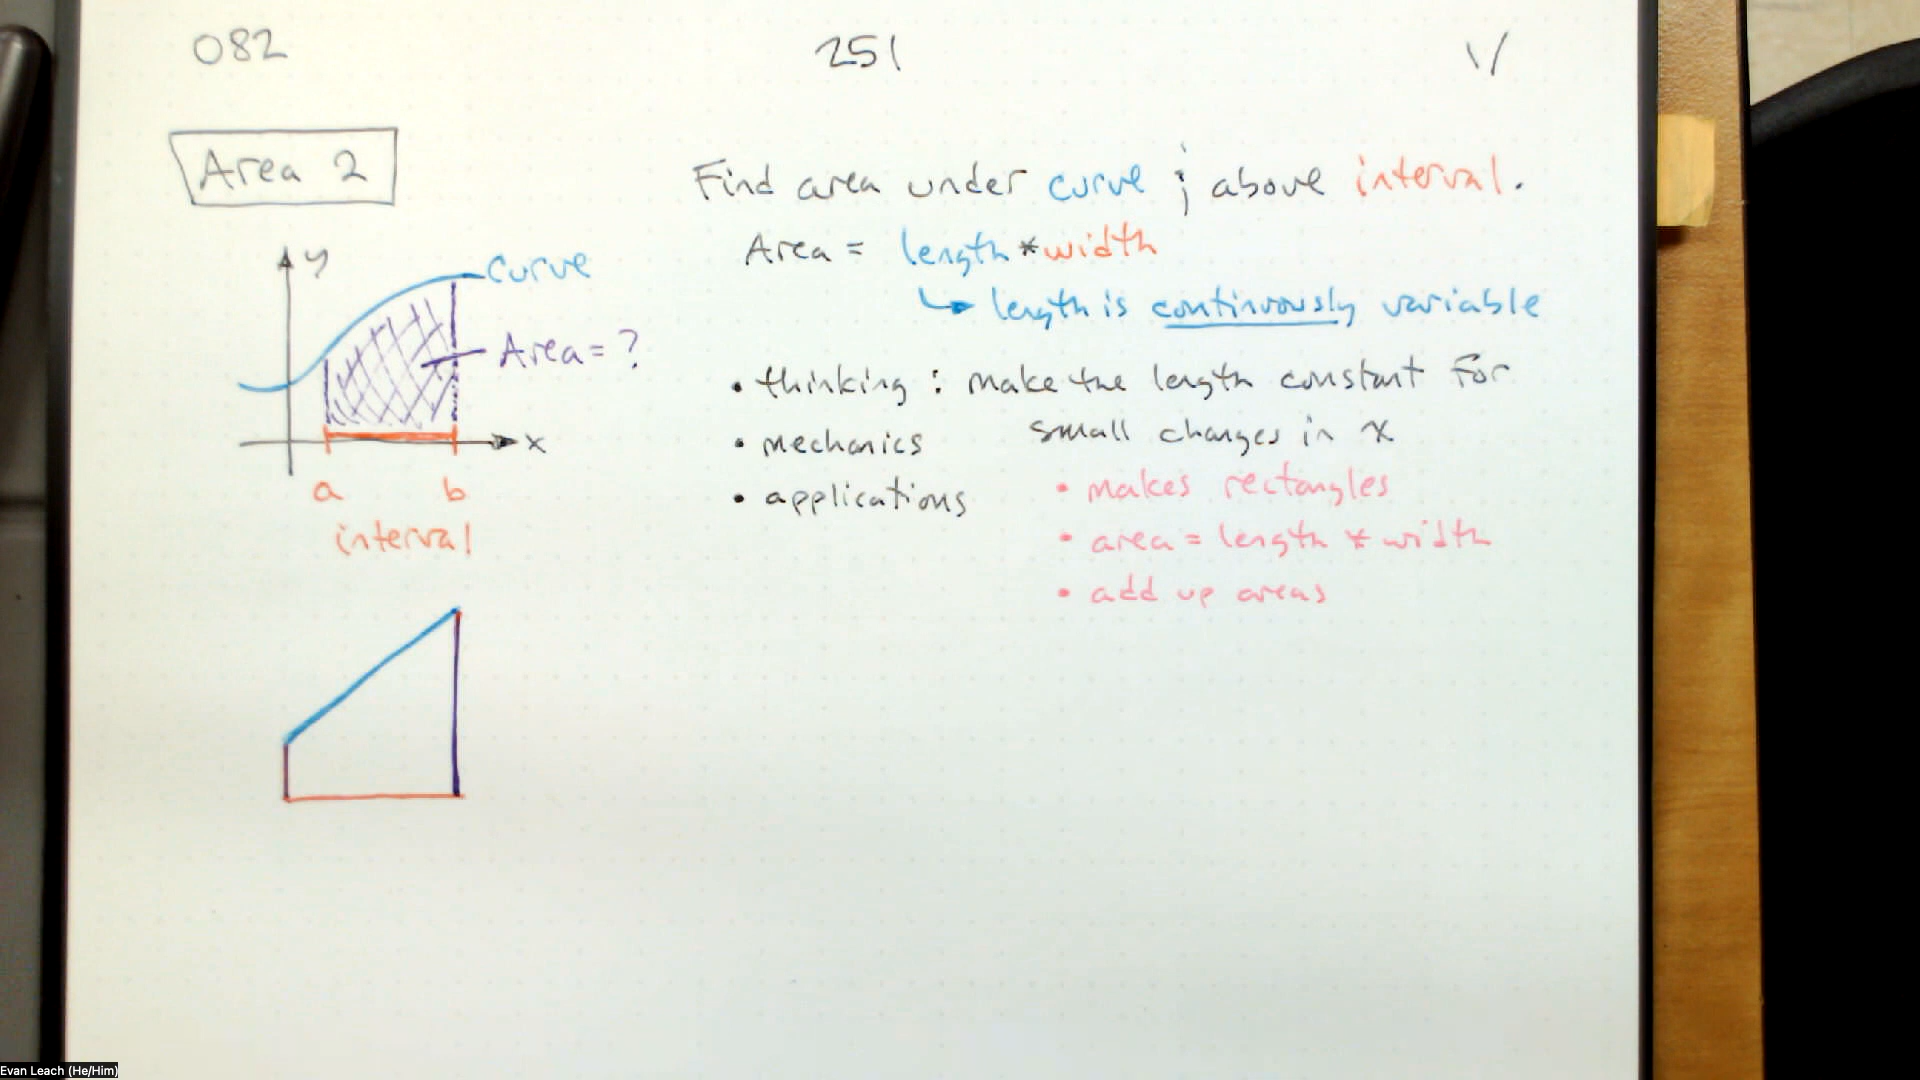 082
251
V
Area 2
Find area under curve & above interval.
Area = length * width
length is continuously variable
y
curve
Area = ?
x
a b
interval
• thinking : make the length constant for
small changes in x
• mechanics
• applications
• makes rectangles
• area = length * width
• add up areas
Evan Leach (He/Him)